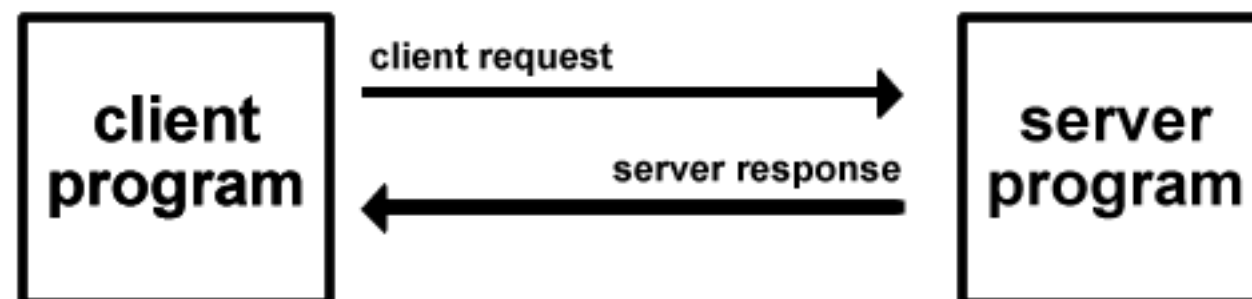 client
program
client request
server response
server
program